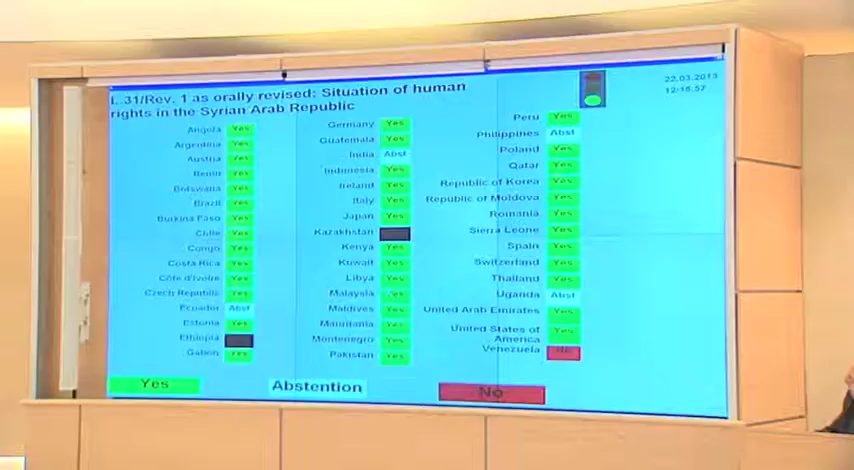 L.31/Rev. 1 as orally revised: Situation of human
rights in the Syrian Arab Republic
22.03.2013
12:16.57
Angola Yes
Argentina Yes
Austria Yes
Benin Yes
Botswana Yes
Brazil Yes
Burkina Faso Yes
Chile Yes
Congo Yes
Costa Rica Yes
Côte d'Ivoire Yes
Czech Republic Yes
Ecuador Abst
Estonia Yes
Ethiopia
Gabon Yes
Germany Yes
Guatemala Yes
India Abst
Indonesia Yes
Ireland Yes
Italy Yes
Japan Yes
Kazakhstan
Kenya Yes
Kuwait Yes
Libya Yes
Malaysia Yes
Maldives Yes
Mauritania Yes
Montenegro Yes
Pakistan Yes
Peru Yes
Philippines Abst
Poland Yes
Qatar Yes
Republic of Korea Yes
Republic of Moldova Yes
Romania Yes
Sierra Leone Yes
Spain Yes
Switzerland Yes
Thailand Yes
Uganda Abst
United Arab Emirates Yes
United States of Yes
America
Venezuela No
Yes Abstention No